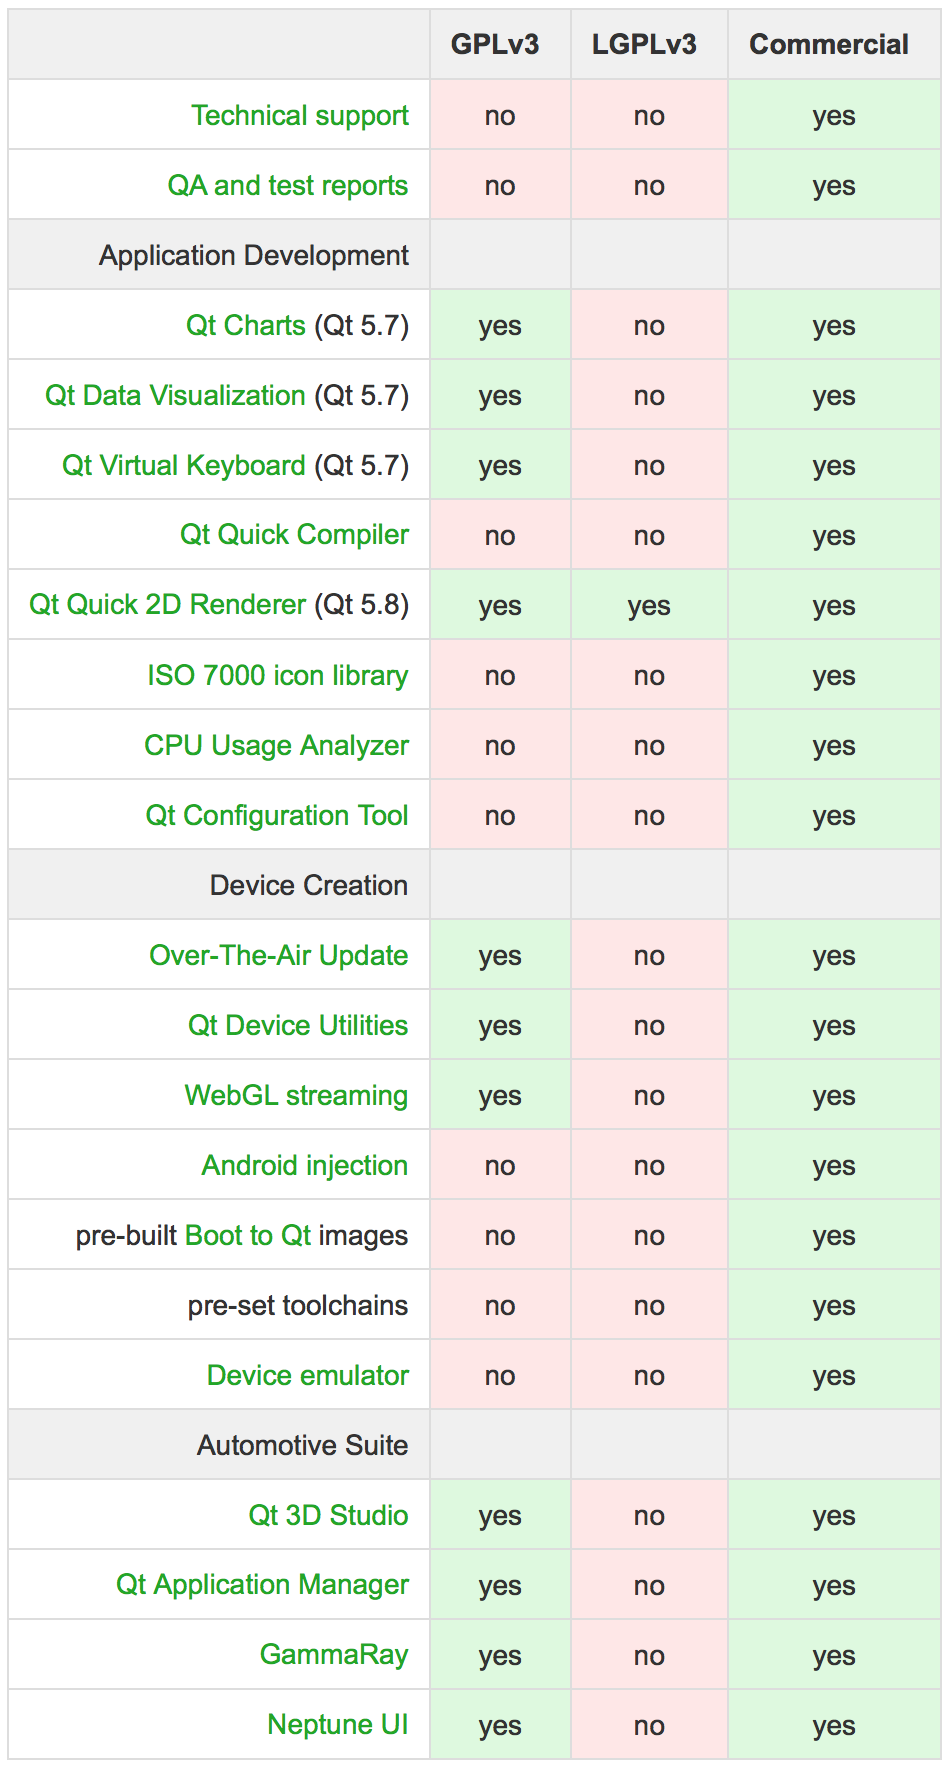 GPLv3 LGPLv3 Commercial
Technical support no no yes
QA and test reports no no yes
Application Development
Qt Charts (Qt 5.7) yes no yes
Qt Data Visualization (Qt 5.7) yes no yes
Qt Virtual Keyboard (Qt 5.7) yes no yes
Qt Quick Compiler no no yes
Qt Quick 2D Renderer (Qt 5.8) yes yes yes
ISO 7000 icon library no no yes
CPU Usage Analyzer no no yes
Qt Configuration Tool no no yes
Device Creation
Over-The-Air Update yes no yes
Qt Device Utilities yes no yes
WebGL streaming yes no yes
Android injection no no yes
pre-built Boot to Qt images no no yes
pre-set toolchains no no yes
Device emulator no no yes
Automotive Suite
Qt 3D Studio yes no yes
Qt Application Manager yes no yes
GammaRay yes no yes
Neptune UI yes no yes